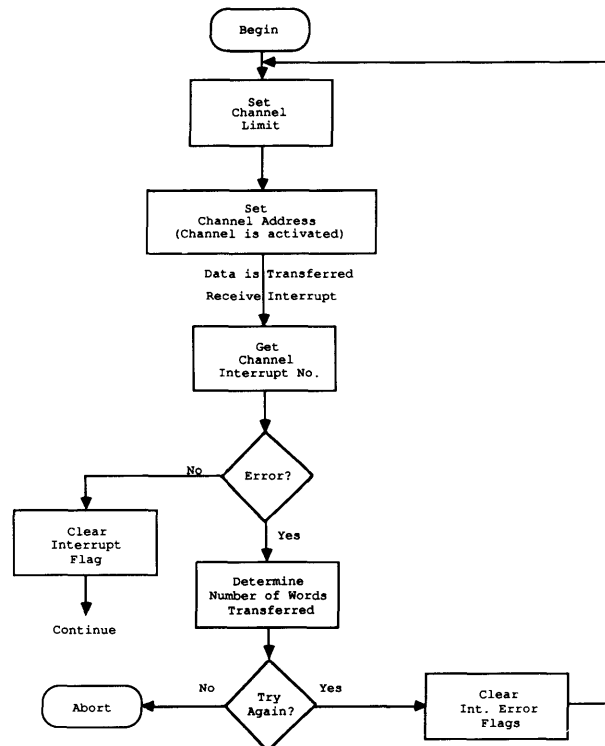 Begin
Set
Channel
Limit
Set
Channel Address
(Channel is activated)
Data is Transferred
Receive Interrupt
Get
Channel
Interrupt No.
Error?
No
Yes
Clear
Interrupt
Flag
Continue
Determine
Number of Words
Transferred
Try
Again?
No
Yes
Abort
Clear
Int. Error
Flags